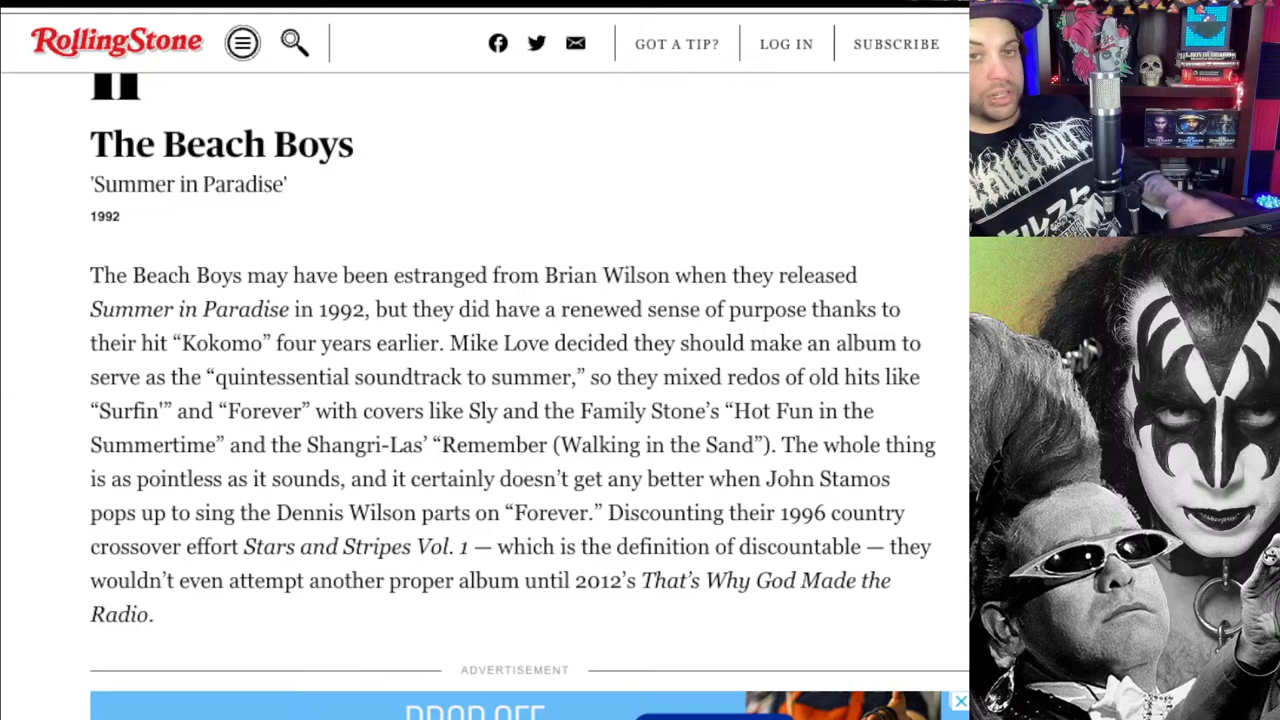 RollingStone
GOT A TIP?
LOG IN
SUBSCRIBE
The Beach Boys
'Summer in Paradise'
1992
The Beach Boys may have been estranged from Brian Wilson when they released
Summer in Paradise in 1992, but they did have a renewed sense of purpose thanks to
their hit “Kokomo” four years earlier. Mike Love decided they should make an album to
serve as the “quintessential soundtrack to summer,” so they mixed redos of old hits like
“Surfin'” and “Forever” with covers like Sly and the Family Stone’s “Hot Fun in the
Summertime” and the Shangri-Las’ “Remember (Walking in the Sand”). The whole thing
is as pointless as it sounds, and it certainly doesn’t get any better when John Stamos
pops up to sing the Dennis Wilson parts on “Forever.” Discounting their 1996 country
crossover effort Stars and Stripes Vol. 1 — which is the definition of discountable — they
wouldn’t even attempt another proper album until 2012’s That’s Why God Made the
Radio.
ADVERTISEMENT
DROP OFF